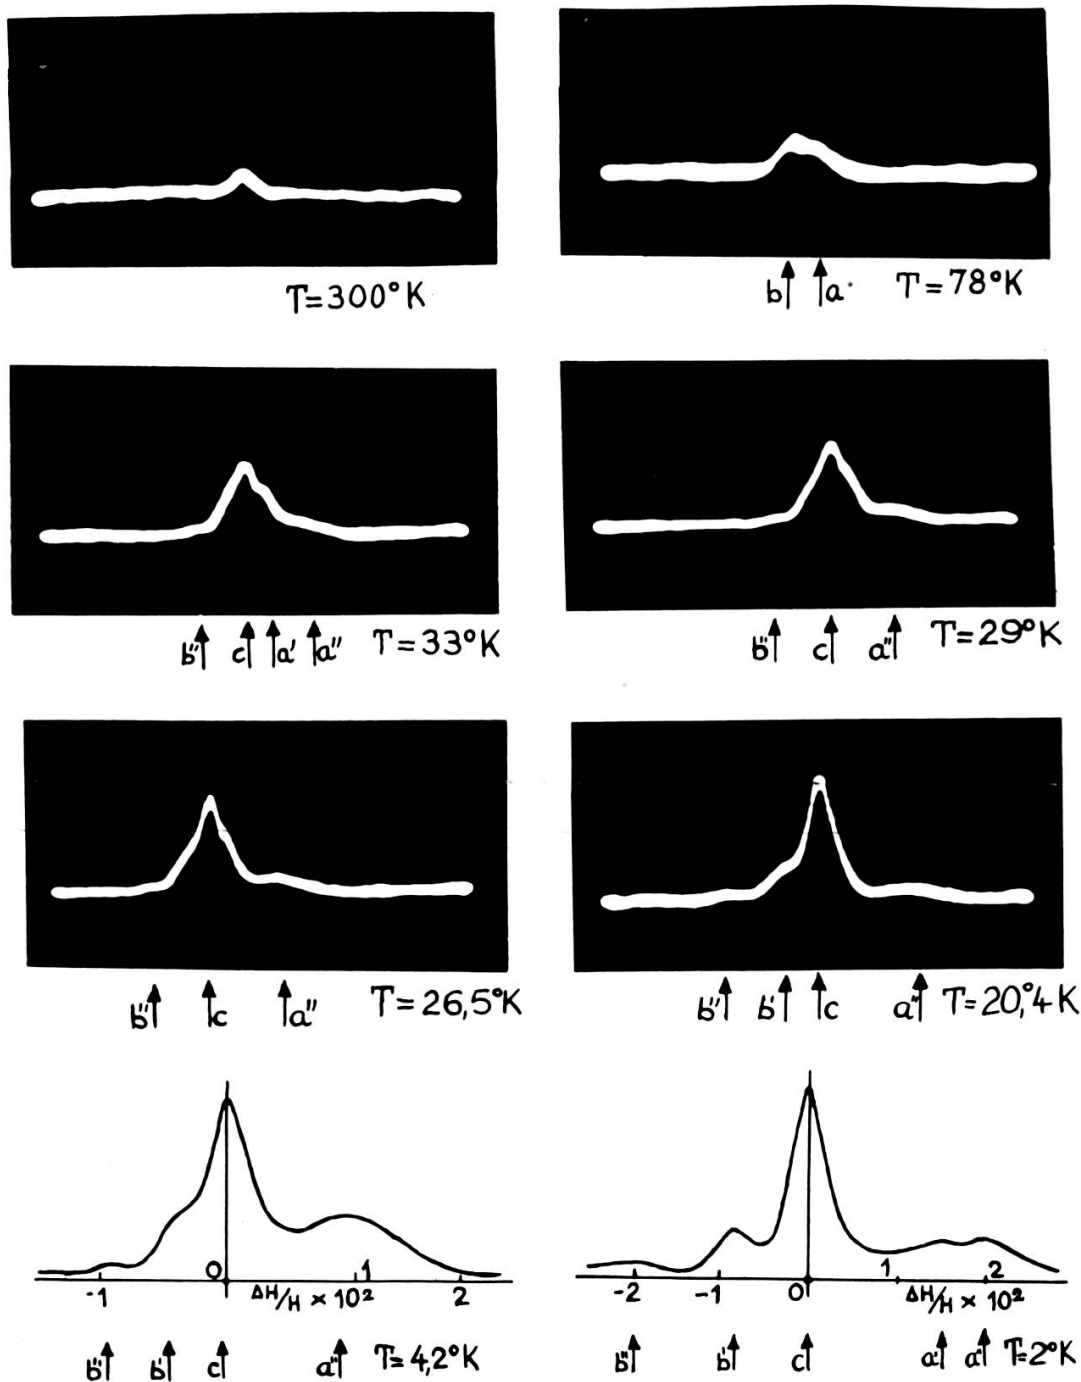 T=300°K
b a T=78°K
b" c a' a" T=33°K
b" c a" T=29°K
b" c a" T=26,5°K
b" b' c a" T=20,°4K
-1 0 ΔH/H × 10² 1 2
b" b' c a" T=4,2°K
-2 -1 0 1 ΔH/H × 10² 2
b" b' c a' a" T=2°K